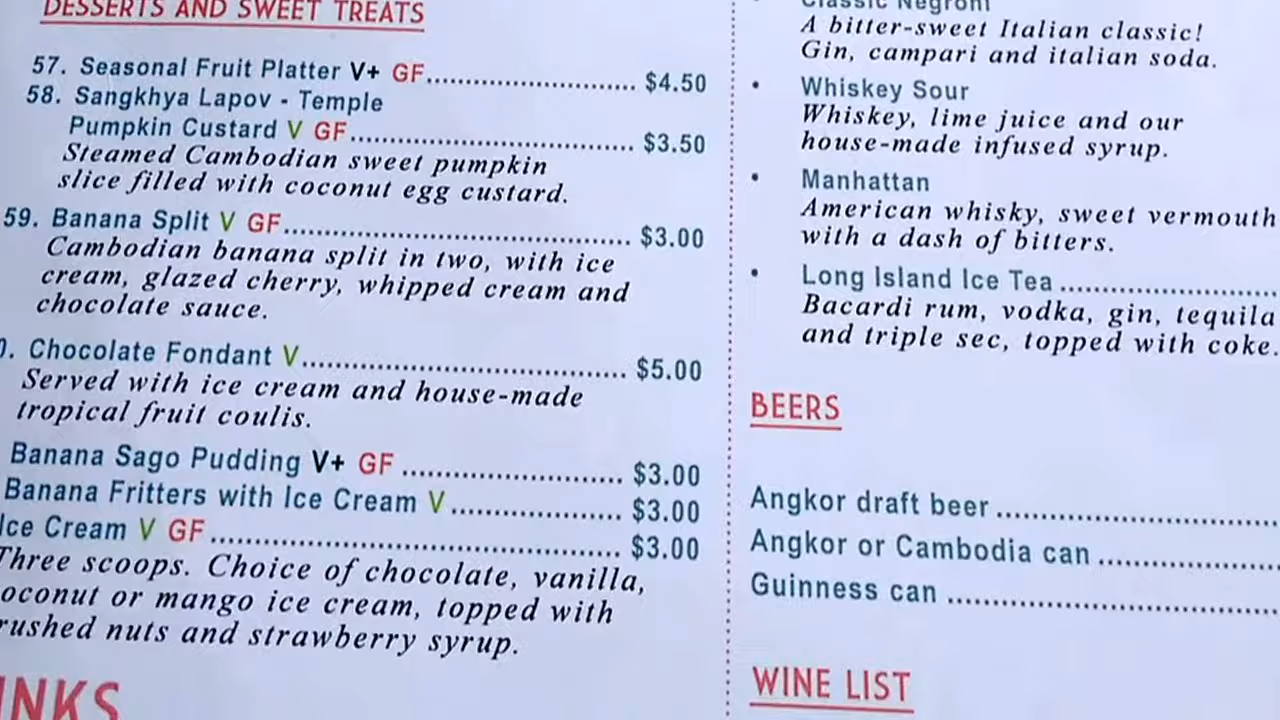 DESSERTS AND SWEET TREATS
57. Seasonal Fruit Platter V+ GF.......................... $4.50
58. Sangkhya Lapov - Temple
Pumpkin Custard V GF................................... $3.50
Steamed Cambodian sweet pumpkin
slice filled with coconut egg custard.
59. Banana Split V GF........................................... $3.00
Cambodian banana split in two, with ice
cream, glazed cherry, whipped cream and
chocolate sauce.
Chocolate Fondant V........................................ $5.00
Served with ice cream and house-made
tropical fruit coulis.
Banana Sago Pudding V+ GF ........................... $3.00
Banana Fritters with Ice Cream V..................... $3.00
Ice Cream V GF .................................................. $3.00
Three scoops. Choice of chocolate, vanilla,
oconut or mango ice cream, topped with
rushed nuts and strawberry syrup.
INKS
Classic Negroni
A bitter-sweet Italian classic!
Gin, campari and italian soda.
• Whiskey Sour
Whiskey, lime juice and our
house-made infused syrup.
• Manhattan
American whisky, sweet vermouth
with a dash of bitters.
• Long Island Ice Tea ..........................
Bacardi rum, vodka, gin, tequila
and triple sec, topped with coke.
BEERS
Angkor draft beer ...................................
Angkor or Cambodia can ......................
Guinness can ........................................
WINE LIST